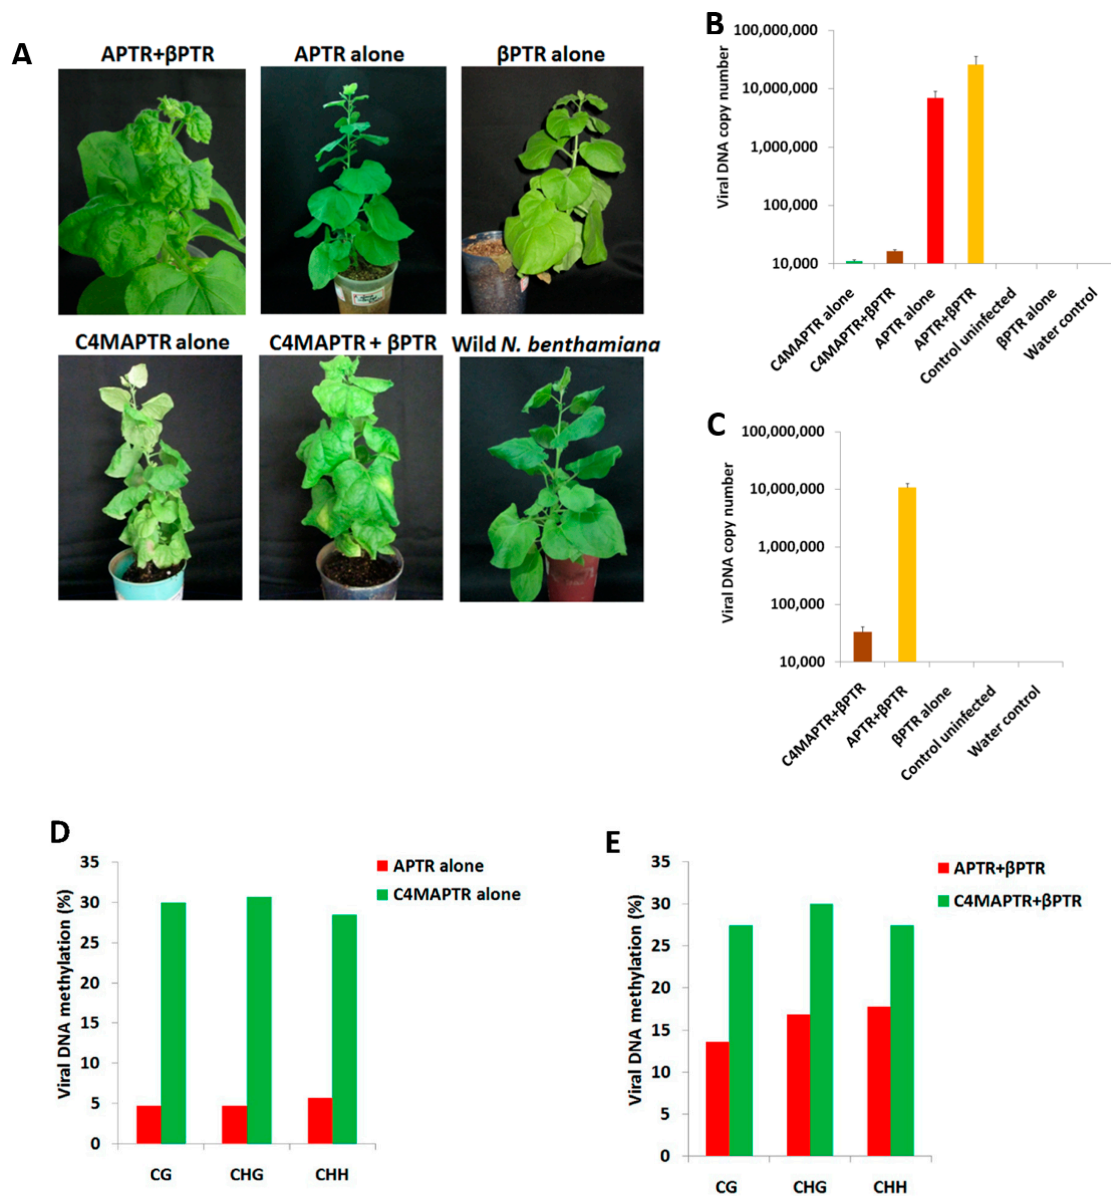 A
APTR+βPTR
APTR alone
βPTR alone
C4MAPTR alone
C4MAPTR + βPTR
Wild N. benthamiana
B
Viral DNA copy number
100,000,000
10,000,000
1,000,000
100,000
10,000
C4MAPTR alone
C4MAPTR+βPTR
APTR alone
APTR+βPTR
Control uninfected
βPTR alone
Water control
C
Viral DNA copy number
100,000,000
10,000,000
1,000,000
100,000
10,000
C4MAPTR+βPTR
APTR+βPTR
βPTR alone
Control uninfected
Water control
D
Viral DNA methylation (%)
35
30
25
20
15
10
5
0
CG
CHG
CHH
APTR alone
C4MAPTR alone
E
Viral DNA methylation (%)
35
30
25
20
15
10
5
0
CG
CHG
CHH
APTR+βPTR
C4MAPTR+βPTR